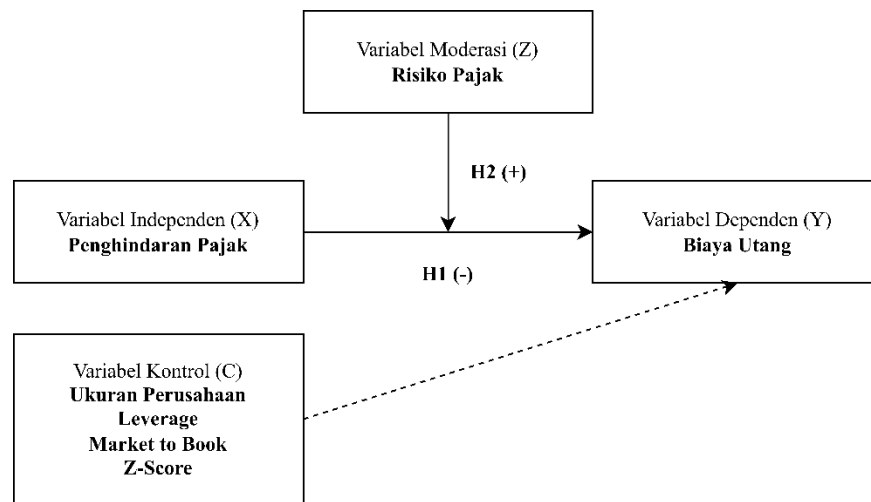 Variabel Moderasi (Z)
Risiko Pajak
H2 (+)
Variabel Independen (X)
Penghindaran Pajak
Variabel Dependen (Y)
Biaya Utang
H1 (-)
Variabel Kontrol (C)
Ukuran Perusahaan
Leverage
Market to Book
Z-Score